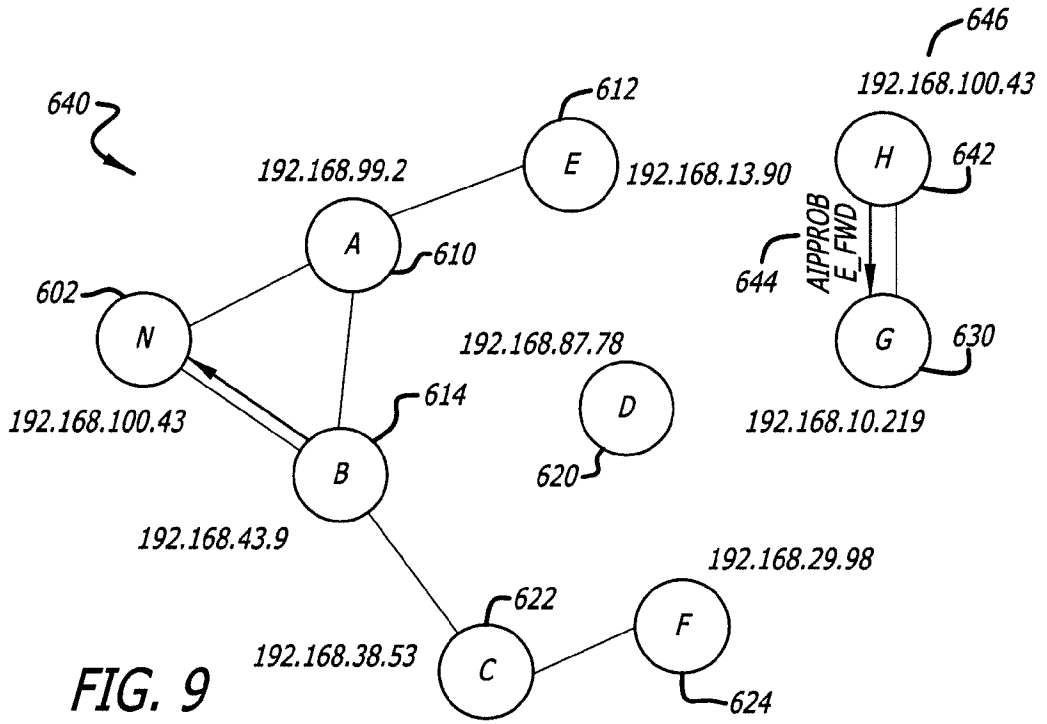 646
192.168.100.43
640
612
192.168.99.2
E
192.168.13.90
H
642
A
610
AIPPROB
E_FWD
644
602
N
192.168.87.78
G
630
192.168.100.43
614
D
192.168.10.219
B
620
192.168.43.9
192.168.29.98
622
F
192.168.38.53
C
624
FIG. 9